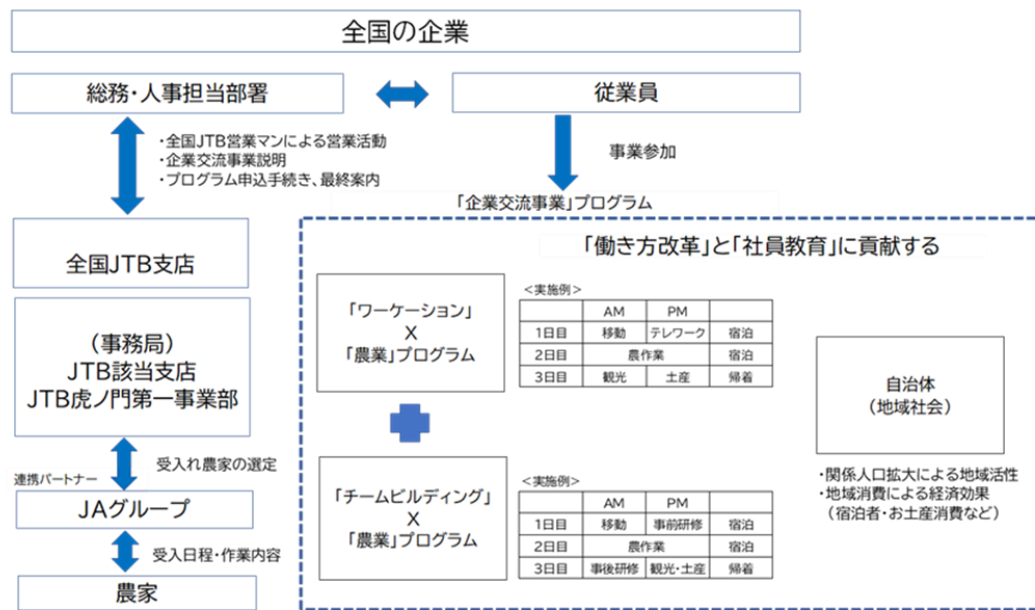 全国の企業
総務・人事担当部署
従業員
・全国JTB営業マンによる営業活動
・企業交流事業説明
・プログラム申込手続き、最終案内
事業参加
「企業交流事業」プログラム
全国JTB支店
（事務局）
JTB該当支店
JTB虎ノ門第一事業部
受入れ農家の選定
連携パートナー
JAグループ
受入日程・作業内容
農家
「働き方改革」と「社員教育」に貢献する
「ワーケーション」
X
「農業」プログラム
＜実施例＞
AM PM
1日目 移動 テレワーク 宿泊
2日目 農作業 宿泊
3日目 観光 土産 帰着
「チームビルディング」
X
「農業」プログラム
＜実施例＞
AM PM
1日目 移動 事前研修 宿泊
2日目 農作業 宿泊
3日目 事後研修 観光・土産 帰着
自治体
（地域社会）
・関係人口拡大による地域活性
・地域消費による経済効果
（宿泊者・お土産消費など）